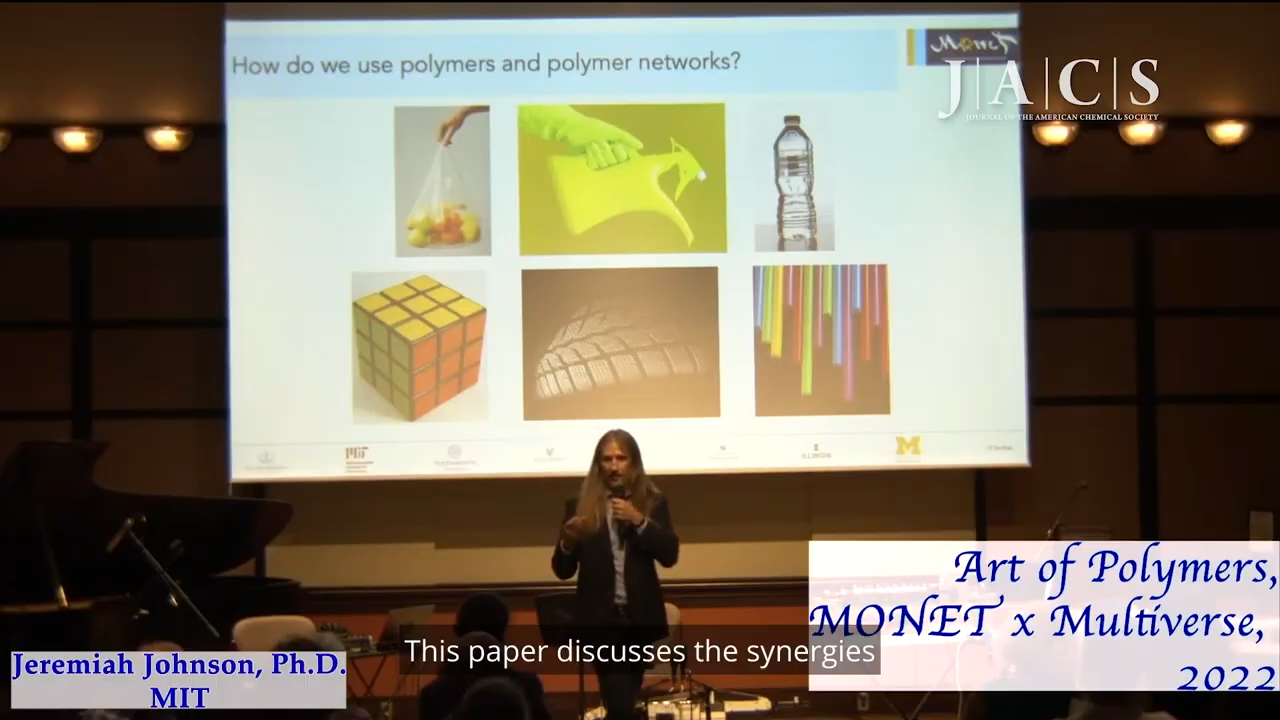 How do we use polymers and polymer networks?
Monet
J|A|C|S
JOURNAL OF THE AMERICAN CHEMICAL SOCIETY
MIT
ILLINOIS
M
Art of Polymers,
MONET x Multiverse,
2022
This paper discusses the synergies
Jeremiah Johnson, Ph.D.
MIT